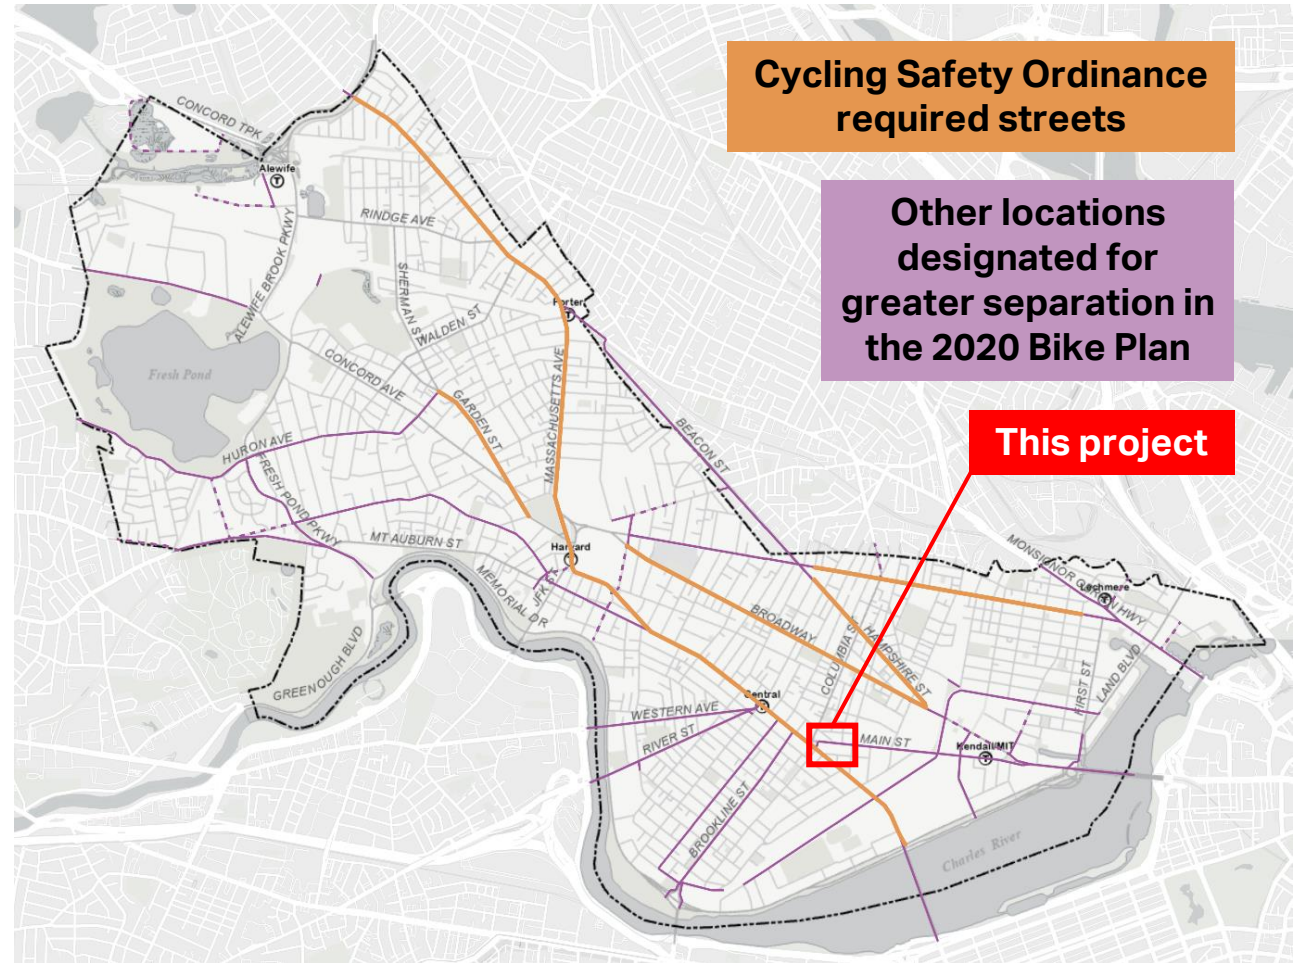 Cycling Safety Ordinance
required streets
Other locations
designated for
greater separation in
the 2020 Bike Plan
This project
CONCORD TPK
Alewife
T
RINDGE AVE
ALEWIFE BROOK PKWY
SHERMAN ST
WALDEN ST
Porter
T
Fresh Pond
CONCORD AVE
GARDEN ST
MASSACHUSETTS AVE
BEACON ST
HURON AVE
FRESH POND PKWY
MT AUBURN ST
Harvard
T
MEMORIAL DR
JFK ST
MONSIGNOR O'BRIEN HWY
Lechmere
T
BROADWAY
COLUMBIA ST
HAMPSHIRE ST
GREENOUGH BLVD
FIRST ST
LAND BLVD
Central
T
WESTERN AVE
RIVER ST
MAIN ST
Kendall/MIT
T
BROOKLINE ST
Charles River